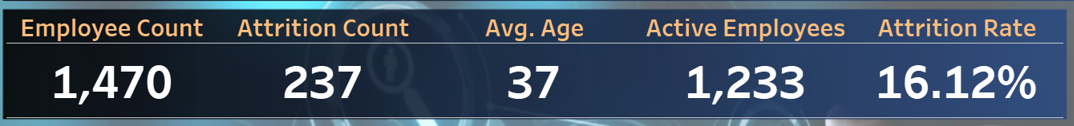 Employee Count Attrition Count Avg. Age Active Employees Attrition Rate
1,470 237 37 1,233 16.12%